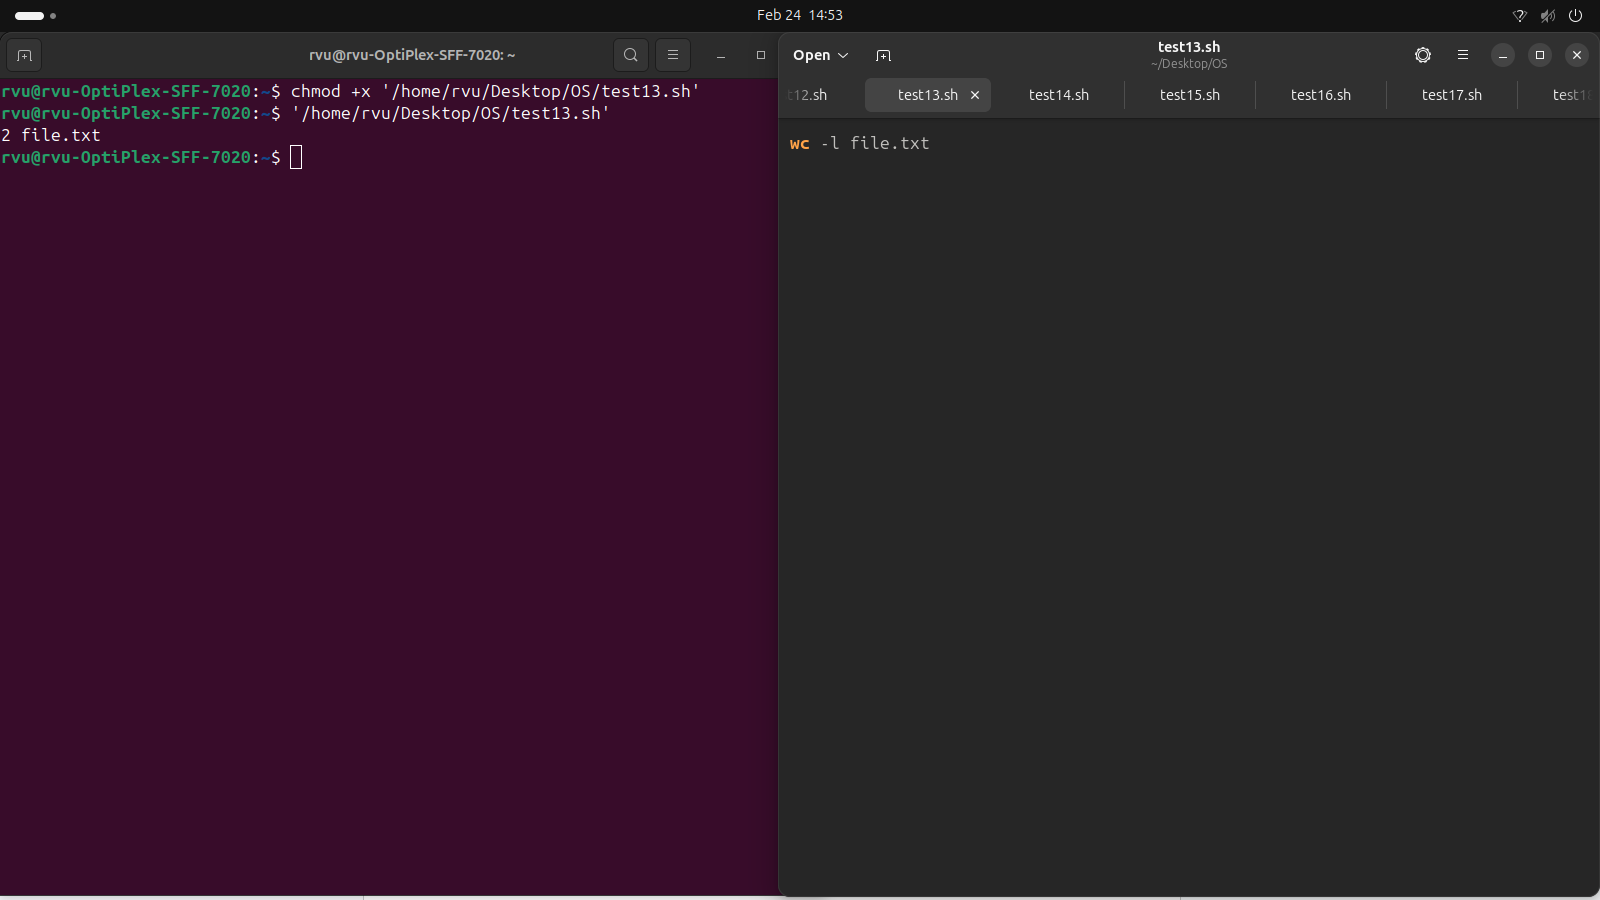 Feb 24 14:53
rvu@rvu-OptiPlex-SFF-7020: ~
rvu@rvu-OptiPlex-SFF-7020:~$ chmod +x '/home/rvu/Desktop/OS/test13.sh'
rvu@rvu-OptiPlex-SFF-7020:~$ '/home/rvu/Desktop/OS/test13.sh'
2 file.txt
rvu@rvu-OptiPlex-SFF-7020:~$
Open
test13.sh
~/Desktop/OS
t12.sh test13.sh test14.sh test15.sh test16.sh test17.sh
wc -l file.txt